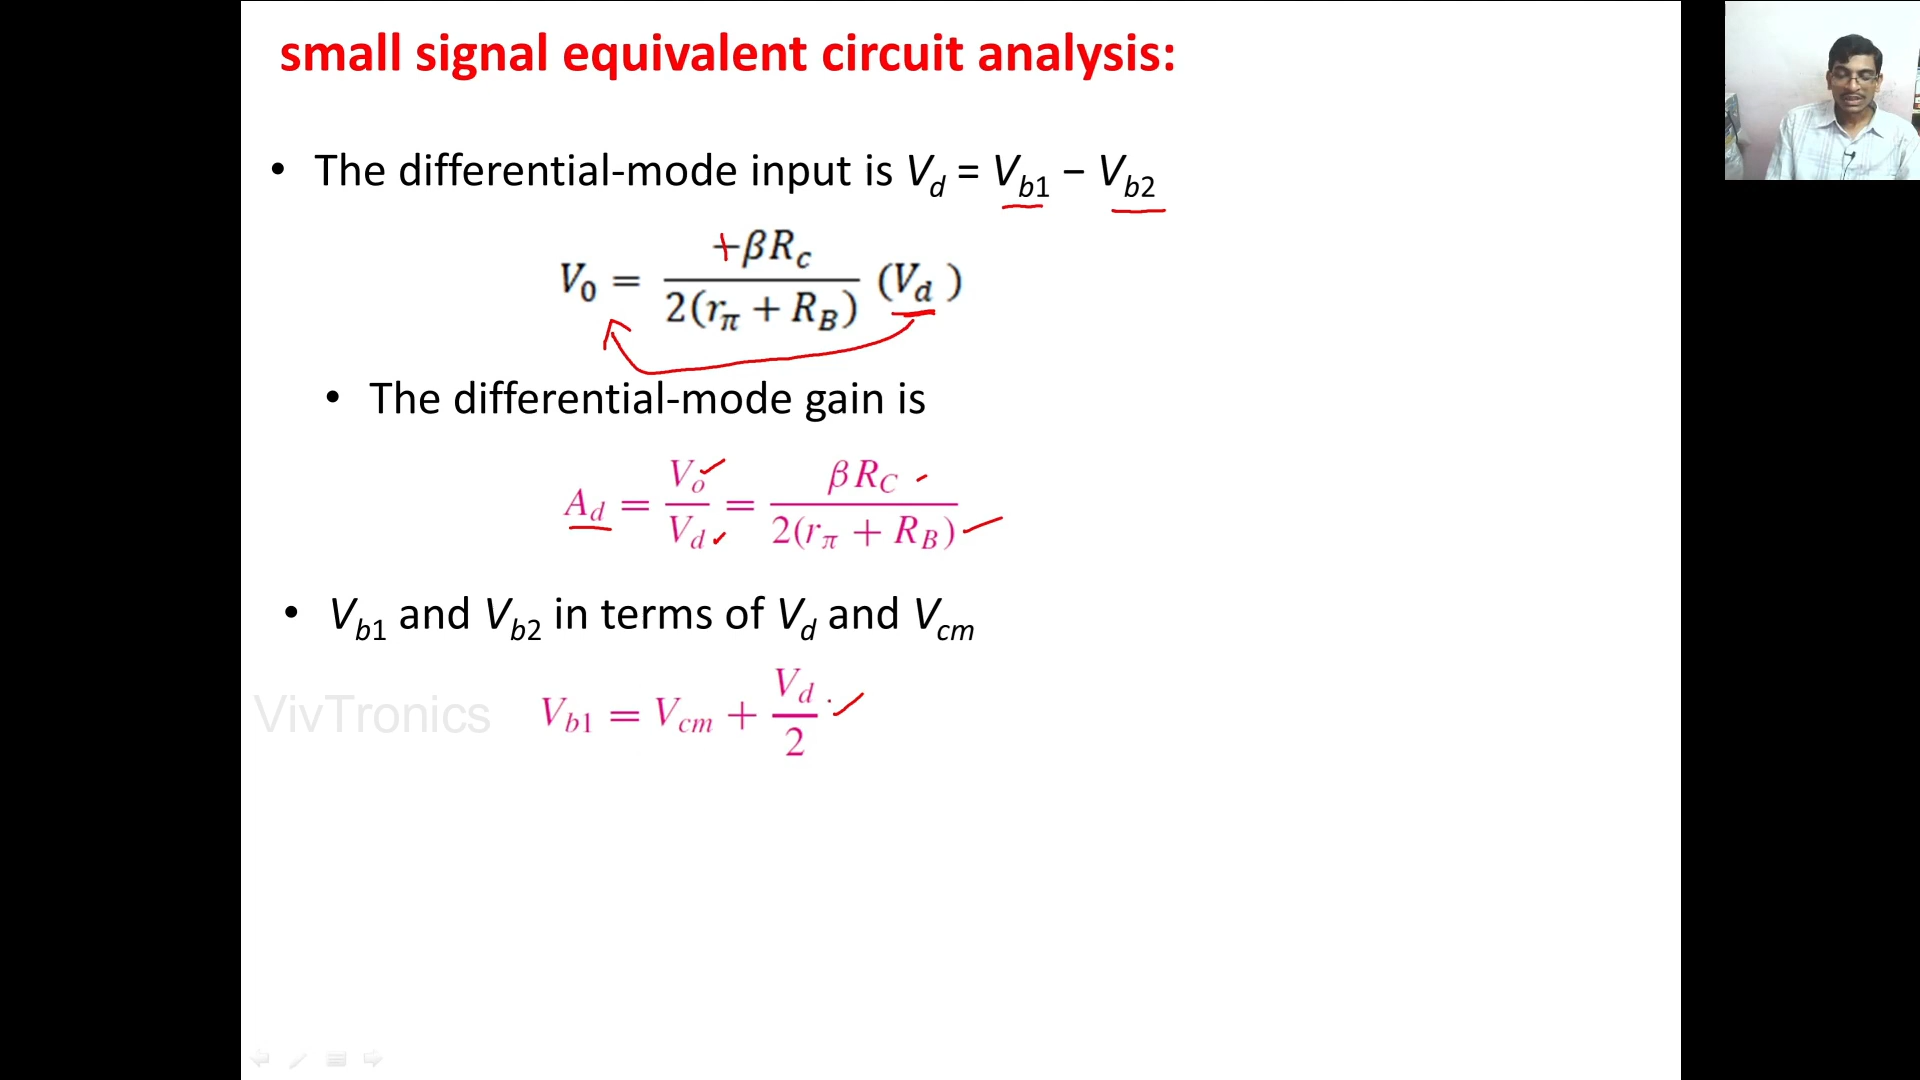 small signal equivalent circuit analysis:
• The differential-mode input is Vd = Vb1 − Vb2
V0 = +βRc / 2(rπ + RB) (Vd)
• The differential-mode gain is
Ad = Vo / Vd = βRC / 2(rπ + RB)
• Vb1 and Vb2 in terms of Vd and Vcm
VivTronics
Vb1 = Vcm + Vd / 2 .